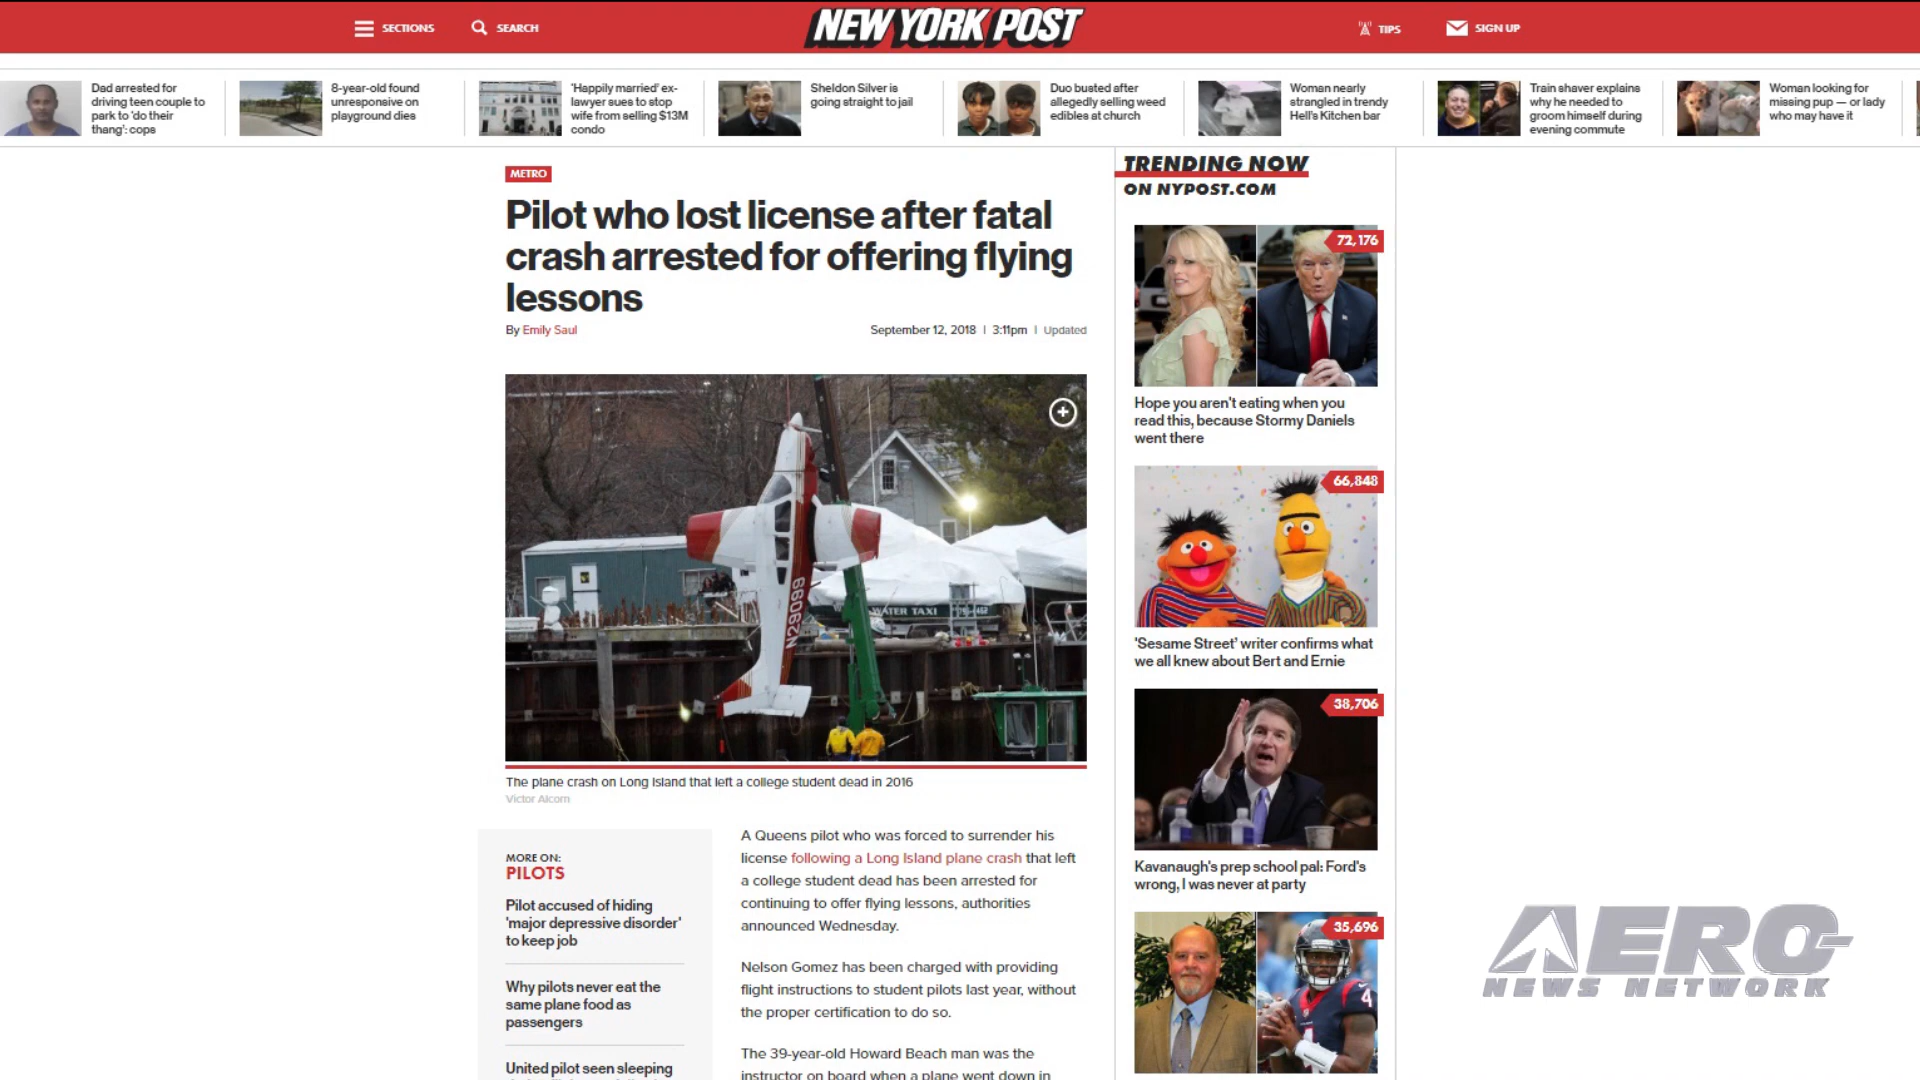 SECTIONS
SEARCH
NEW YORK POST
TIPS
SIGN UP
Dad arrested for
driving teen couple to
park to 'do their
thang': cops
8-year-old found
unresponsive on
playground dies
'Happily married' ex-
lawyer sues to stop
wife from selling $13M
condo
Sheldon Silver is
going straight to jail
Duo busted after
allegedly selling weed
edibles at church
Woman nearly
strangled in trendy
Hell's Kitchen bar
Train shaver explains
why he needed to
groom himself during
evening commute
Woman looking for
missing pup — or lady
who may have it
METRO
Pilot who lost license after fatal
crash arrested for offering flying
lessons
By Emily Saul
September 12, 2018 | 3:11pm | Updated
N29099
WATER TAXI
The plane crash on Long Island that left a college student dead in 2016
Victor Alcorn
MORE ON:
PILOTS
Pilot accused of hiding
'major depressive disorder'
to keep job
Why pilots never eat the
same plane food as
passengers
United pilot seen sleeping
A Queens pilot who was forced to surrender his
license following a Long Island plane crash that left
a college student dead has been arrested for
continuing to offer flying lessons, authorities
announced Wednesday.
Nelson Gomez has been charged with providing
flight instructions to student pilots last year, without
the proper certification to do so.
The 39-year-old Howard Beach man was the
instructor on board when a plane went down in
TRENDING NOW
ON NYPOST.COM
72,176
Hope you aren't eating when you
read this, because Stormy Daniels
went there
66,848
'Sesame Street' writer confirms what
we all knew about Bert and Ernie
38,706
Kavanaugh's prep school pal: Ford's
wrong, I was never at party
35,696
4
AERO-
NEWS NETWORK